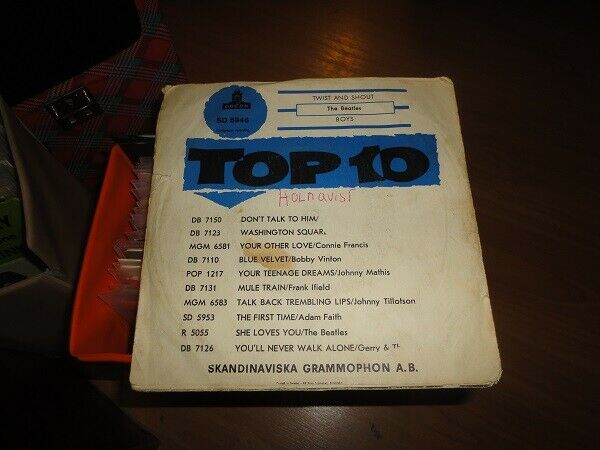 ODEON
SD 5946
TWIST AND SHOUT
The Beatles
BOYS
TOP 10
HOLMQVIST
DB 7150 DON'T TALK TO HIM/
DB 7123 WASHINGTON SQUAR
MGM 6581 YOUR OTHER LOVE/Connie Francis
DB 7110 BLUE VELVET/Bobby Vinton
POP 1217 YOUR TEENAGE DREAMS/Johnny Mathis
DB 7131 MULE TRAIN/Frank Ifield
MGM 6583 TALK BACK TREMBLING LIPS/Johnny Tillotson
SD 5953 THE FIRST TIME/Adam Faith
R 5055 SHE LOVES YOU/The Beatles
DB 7126 YOU'LL NEVER WALK ALONE/Gerry & Tl
SKANDINAVISKA GRAMMOPHON A.B.